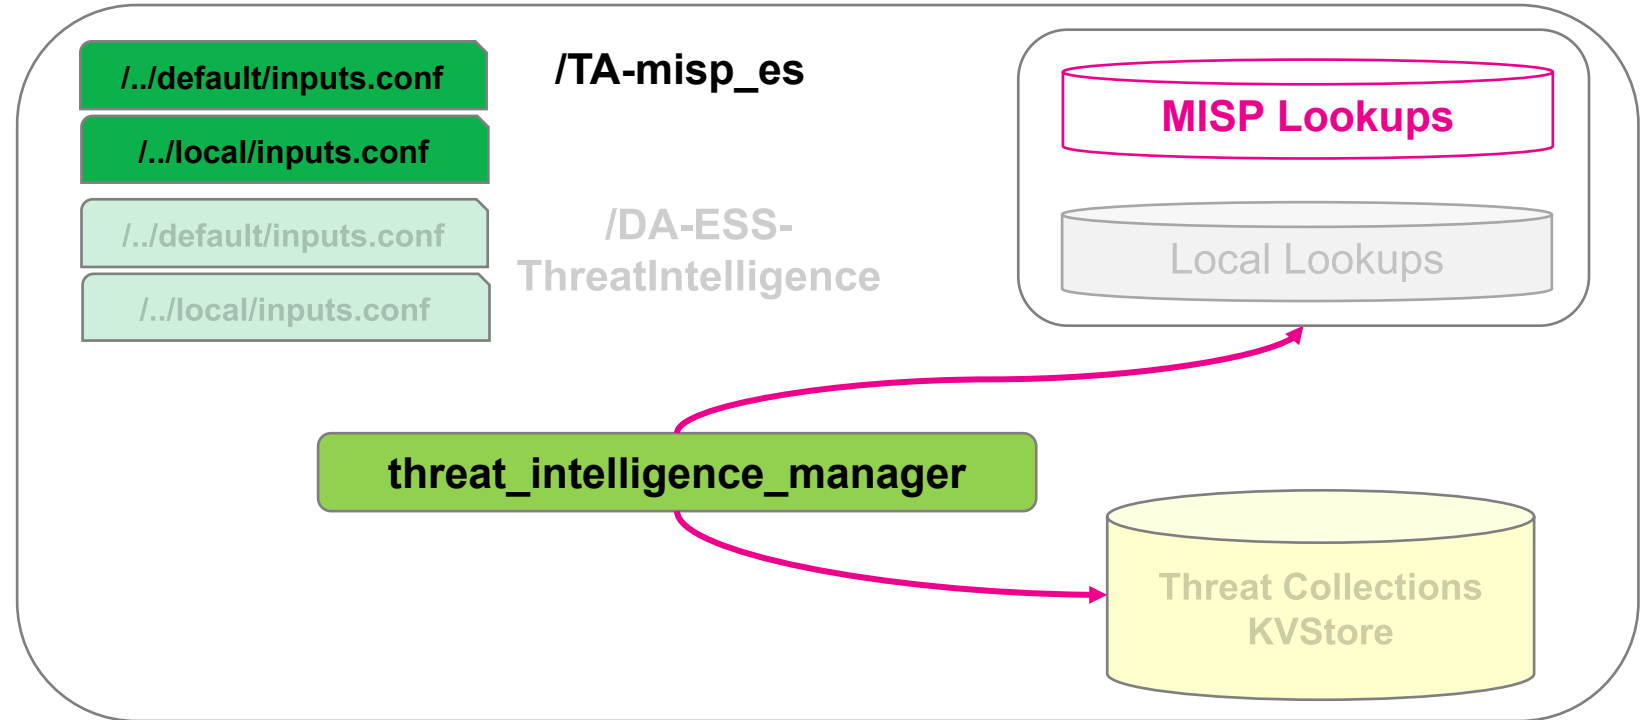 /../default/inputs.conf
/TA-misp_es
/../local/inputs.conf
/../default/inputs.conf
/../local/inputs.conf
/DA-ESS-
ThreatIntelligence
MISP Lookups
Local Lookups
threat_intelligence_manager
Threat Collections
KVStore